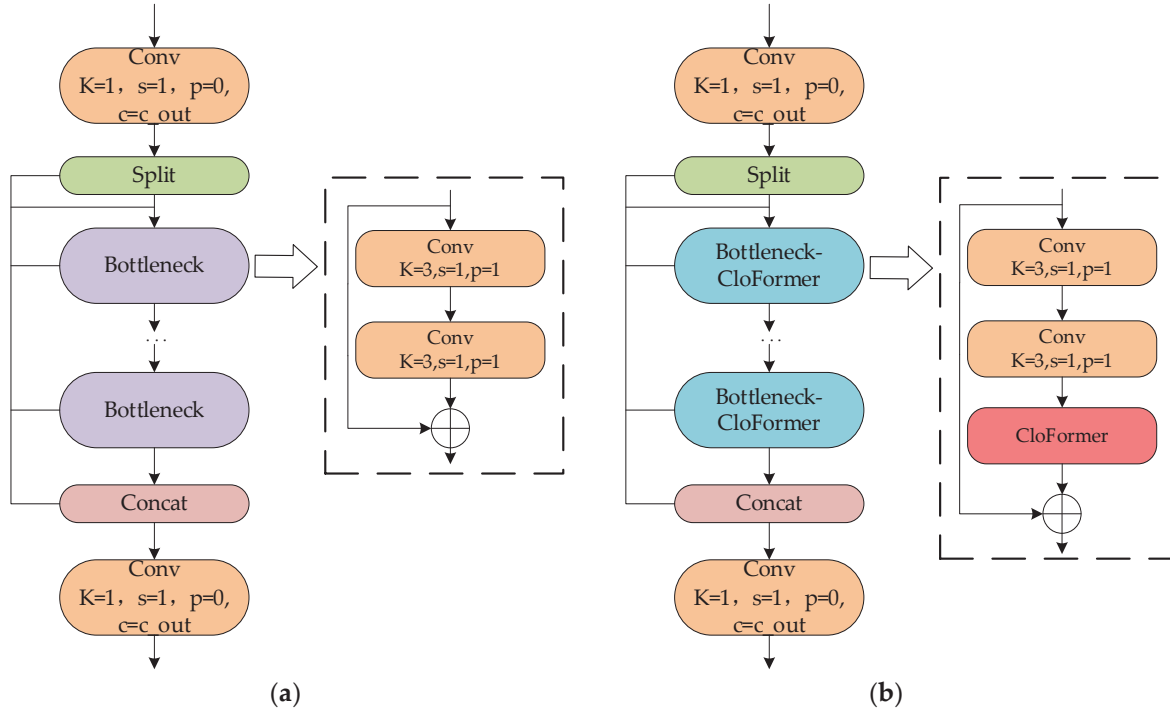 Conv
K=1，s=1，p=0,
c=c_out
Split
Bottleneck
...
Bottleneck
Concat
Conv
K=1，s=1，p=0,
c=c_out
Conv
K=3,s=1,p=1
Conv
K=3,s=1,p=1
(a)
Conv
K=1，s=1，p=0,
c=c_out
Split
Bottleneck-
CloFormer
...
Bottleneck-
CloFormer
Concat
Conv
K=1，s=1，p=0,
c=c_out
Conv
K=3,s=1,p=1
Conv
K=3,s=1,p=1
CloFormer
(b)